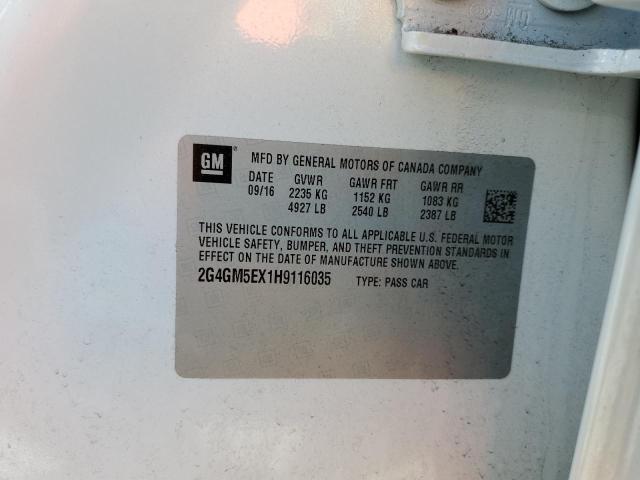 GM® MFD BY GENERAL MOTORS OF CANADA COMPANY
DATE GVWR GAWR FRT GAWR RR
09/16 2235 KG 1152 KG 1083 KG
4927 LB 2540 LB 2387 LB
THIS VEHICLE CONFORMS TO ALL APPLICABLE U.S. FEDERAL MOTOR
VEHICLE SAFETY, BUMPER, AND THEFT PREVENTION STANDARDS IN
EFFECT ON THE DATE OF MANUFACTURE SHOWN ABOVE.
2G4GM5EX1H9116035 TYPE: PASS CAR